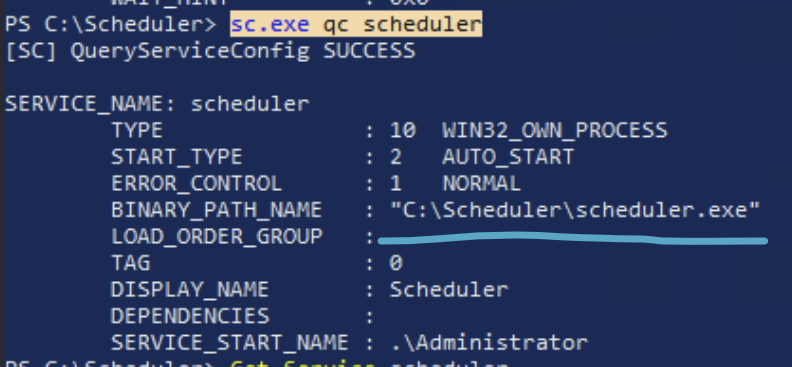 WAIT_HINT : 0x0
PS C:\Scheduler> sc.exe qc scheduler
[SC] QueryServiceConfig SUCCESS
SERVICE_NAME: scheduler
TYPE : 10 WIN32_OWN_PROCESS
START_TYPE : 2 AUTO_START
ERROR_CONTROL : 1 NORMAL
BINARY_PATH_NAME : "C:\Scheduler\scheduler.exe"
LOAD_ORDER_GROUP :
TAG : 0
DISPLAY_NAME : Scheduler
DEPENDENCIES :
SERVICE_START_NAME : .\Administrator
PS C:\Scheduler> Get-Service scheduler